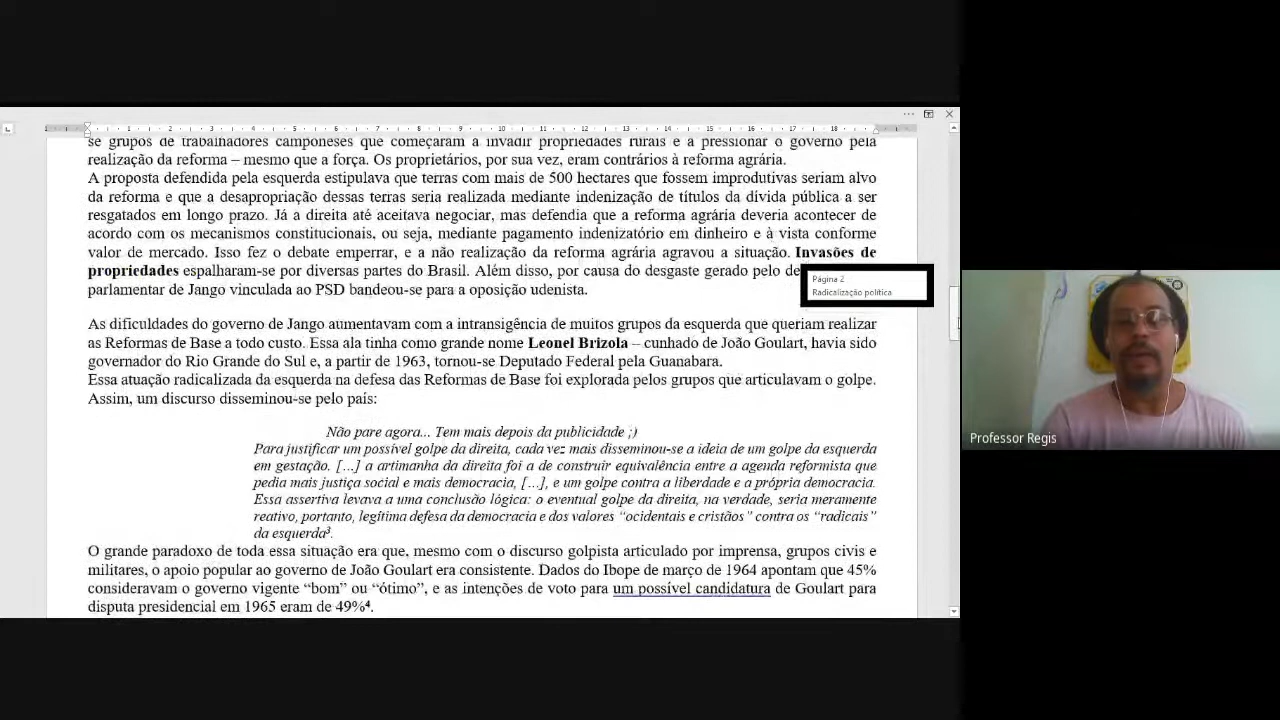 1 2 3 4 5 6 7 8 9 10 11 12 13 14 15 16 17 18
se grupos de trabalhadores camponeses que começaram a invadir propriedades rurais e a pressionar o governo pela
realização da reforma – mesmo que a força. Os proprietários, por sua vez, eram contrários à reforma agrária.
A proposta defendida pela esquerda estipulava que terras com mais de 500 hectares que fossem improdutivas seriam alvo
da reforma e que a desapropriação dessas terras seria realizada mediante indenização de títulos da dívida pública a ser
resgatados em longo prazo. Já a direita até aceitava negociar, mas defendia que a reforma agrária deveria acontecer de
acordo com os mecanismos constitucionais, ou seja, mediante pagamento indenizatório em dinheiro e à vista conforme
valor de mercado. Isso fez o debate emperrar, e a não realização da reforma agrária agravou a situação. Invasões de
propriedades espalharam-se por diversas partes do Brasil. Além disso, por causa do desgaste gerado pelo de
parlamentar de Jango vinculada ao PSD bandeou-se para a oposição udenista.
Página 2
Radicalização política
As dificuldades do governo de Jango aumentavam com a intransigência de muitos grupos da esquerda que queriam realizar
as Reformas de Base a todo custo. Essa ala tinha como grande nome Leonel Brizola – cunhado de João Goulart, havia sido
governador do Rio Grande do Sul e, a partir de 1963, tornou-se Deputado Federal pela Guanabara.
Essa atuação radicalizada da esquerda na defesa das Reformas de Base foi explorada pelos grupos que articulavam o golpe.
Assim, um discurso disseminou-se pelo país:
Não pare agora... Tem mais depois da publicidade ;)
Para justificar um possível golpe da direita, cada vez mais disseminou-se a ideia de um golpe da esquerda
em gestação. […] a artimanha da direita foi a de construir equivalência entre a agenda reformista que
pedia mais justiça social e mais democracia, […], e um golpe contra a liberdade e a própria democracia.
Essa assertiva levava a uma conclusão lógica: o eventual golpe da direita, na verdade, seria meramente
reativo, portanto, legítima defesa da democracia e dos valores “ocidentais e cristãos” contra os “radicais”
da esquerda³.
O grande paradoxo de toda essa situação era que, mesmo com o discurso golpista articulado por imprensa, grupos civis e
militares, o apoio popular ao governo de João Goulart era consistente. Dados do Ibope de março de 1964 apontam que 45%
consideravam o governo vigente “bom” ou “ótimo”, e as intenções de voto para um possível candidatura de Goulart para
disputa presidencial em 1965 eram de 49%⁴.
Professor Regis